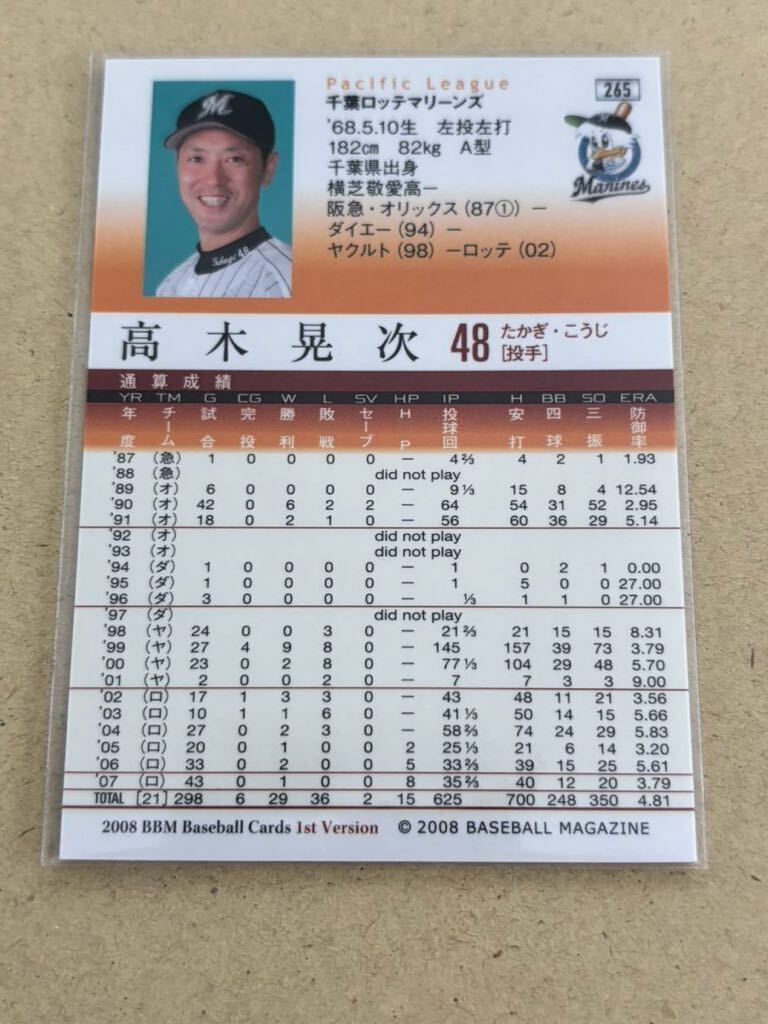 Pacific League
265
千葉ロッテマリーンズ
'68.5.10生 左投左打
182cm 82kg A型
千葉県出身
横芝敬愛高ー
阪急・オリックス(87①)ー
ダイエー(94)ー
ヤクルト(98)ーロッテ(02)
M
Takagi 48
Marines
高木晃次 48 たかぎ・こうじ
[投手]
通算成績
YR TM G CG W L SV HP IP H BB SO ERA
年度 チーム 試合 完投 勝利 敗戦 セーブ HP 投球回 安打 四球 三振 防御率
'87 (急) 1 0 0 0 0 ー 4⅔ 4 2 1 1.93
'88 (急) did not play
'89 (オ) 6 0 0 0 0 ー 9⅓ 15 8 4 12.54
'90 (オ) 42 0 6 2 2 ー 64 54 31 52 2.95
'91 (オ) 18 0 2 1 0 ー 56 60 36 29 5.14
'92 (オ) did not play
'93 (オ) did not play
'94 (ダ) 1 0 0 0 0 ー 1 0 2 1 0.00
'95 (ダ) 1 0 0 0 0 ー 1 5 0 0 27.00
'96 (ダ) 3 0 0 0 0 ー ⅓ 1 1 0 27.00
'97 (ダ) did not play
'98 (ヤ) 24 0 0 3 0 ー 21⅔ 21 15 15 8.31
'99 (ヤ) 27 4 9 8 0 ー 145 157 39 73 3.79
'00 (ヤ) 23 0 2 8 0 ー 77⅓ 104 29 48 5.70
'01 (ヤ) 2 0 0 2 0 ー 7 7 3 3 9.00
'02 (ロ) 17 1 3 3 0 ー 43 48 11 21 3.56
'03 (ロ) 10 1 1 6 0 ー 41⅓ 50 14 15 5.66
'04 (ロ) 27 0 2 3 0 ー 58⅔ 74 24 29 5.83
'05 (ロ) 20 0 1 0 0 2 25⅓ 21 6 14 3.20
'06 (ロ) 33 0 2 0 0 5 33⅔ 39 15 25 5.61
'07 (ロ) 43 0 1 0 0 8 35⅔ 40 12 20 3.79
TOTAL [21] 298 6 29 36 2 15 625 700 248 350 4.81
2008 BBM Baseball Cards 1st Version © 2008 BASEBALL MAGAZINE